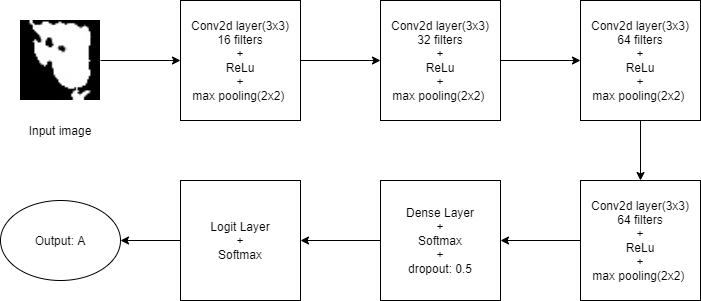 Conv2d layer(3x3)
16 filters
+
ReLu
+
max pooling(2x2)
Conv2d layer(3x3)
32 filters
+
ReLu
+
max pooling(2x2)
Conv2d layer(3x3)
64 filters
+
ReLu
+
max pooling(2x2)
Input image
Conv2d layer(3x3)
64 filters
+
ReLu
+
max pooling(2x2)
Dense Layer
+
Softmax
+
dropout: 0.5
Logit Layer
+
Softmax
Output: A